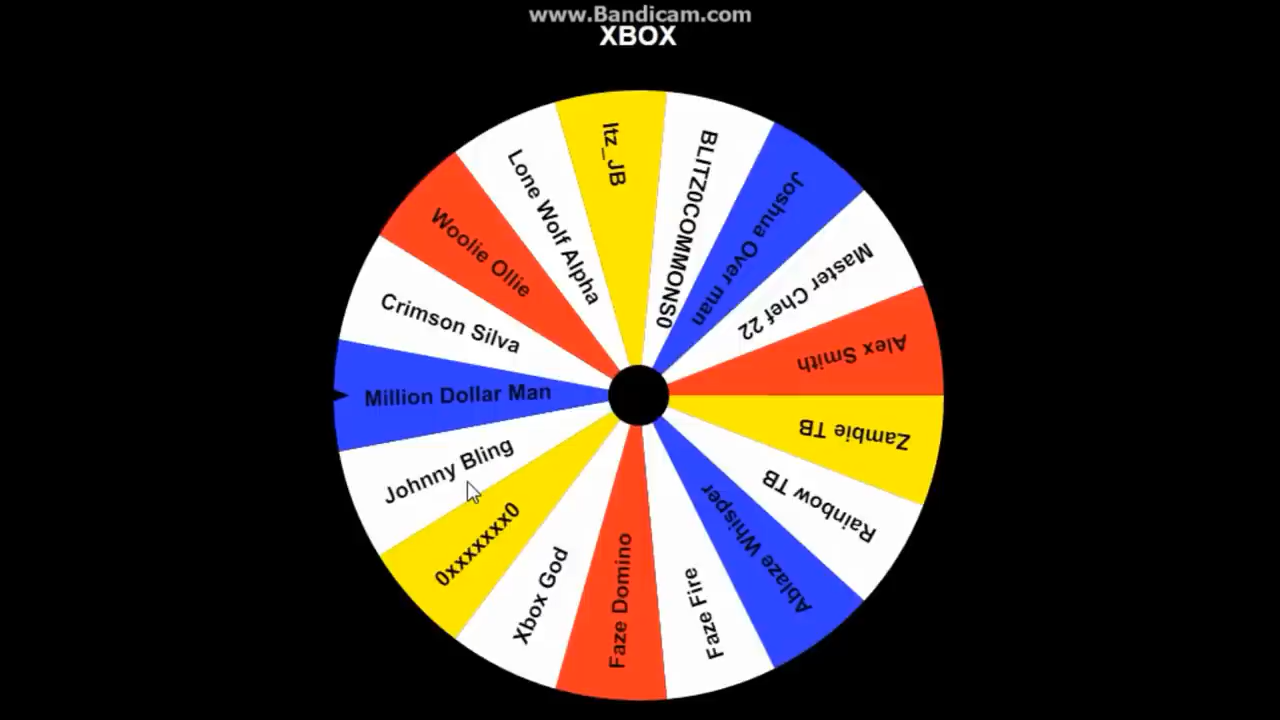 www.Bandicam.com
XBOX
Itz_JB
BLITZ0COMMONS0
Joshua Over man
Master Chef 22
Alex Smith
Zambie TB
Rainbow TB
Ablaze Whisper
Faze Fire
Faze Domino
Xbox God
0xxxxxxx0
Johnny Bling
Million Dollar Man
Crimson Silva
Woolie Ollie
Lone Wolf Alpha